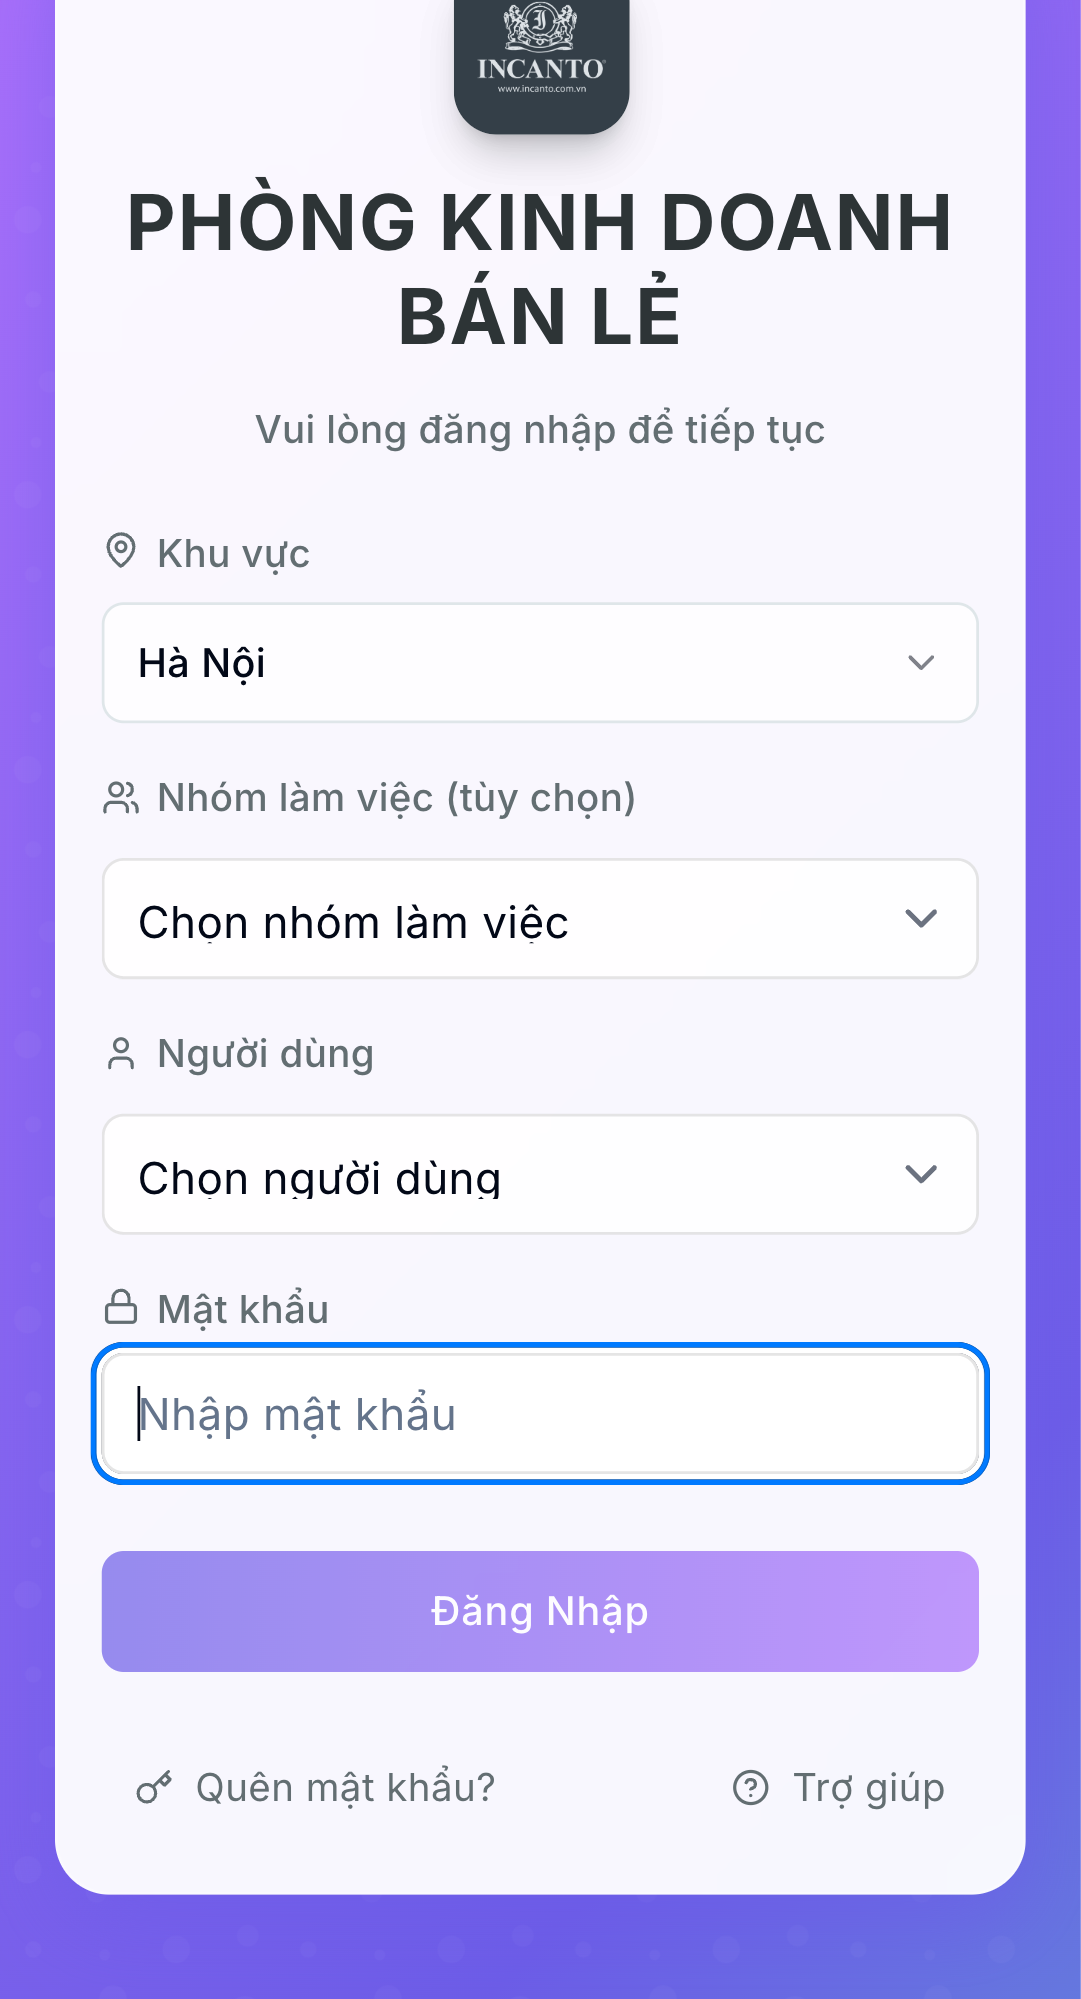 INCANTO
www.incanto.com.vn
PHÒNG KINH DOANH
BÁN LẺ
Vui lòng đăng nhập để tiếp tục
Khu vực
Hà Nội
Nhóm làm việc (tùy chọn)
Chọn nhóm làm việc
Người dùng
Chọn người dùng
Mật khẩu
Nhập mật khẩu
Đăng Nhập
Quên mật khẩu? Trợ giúp